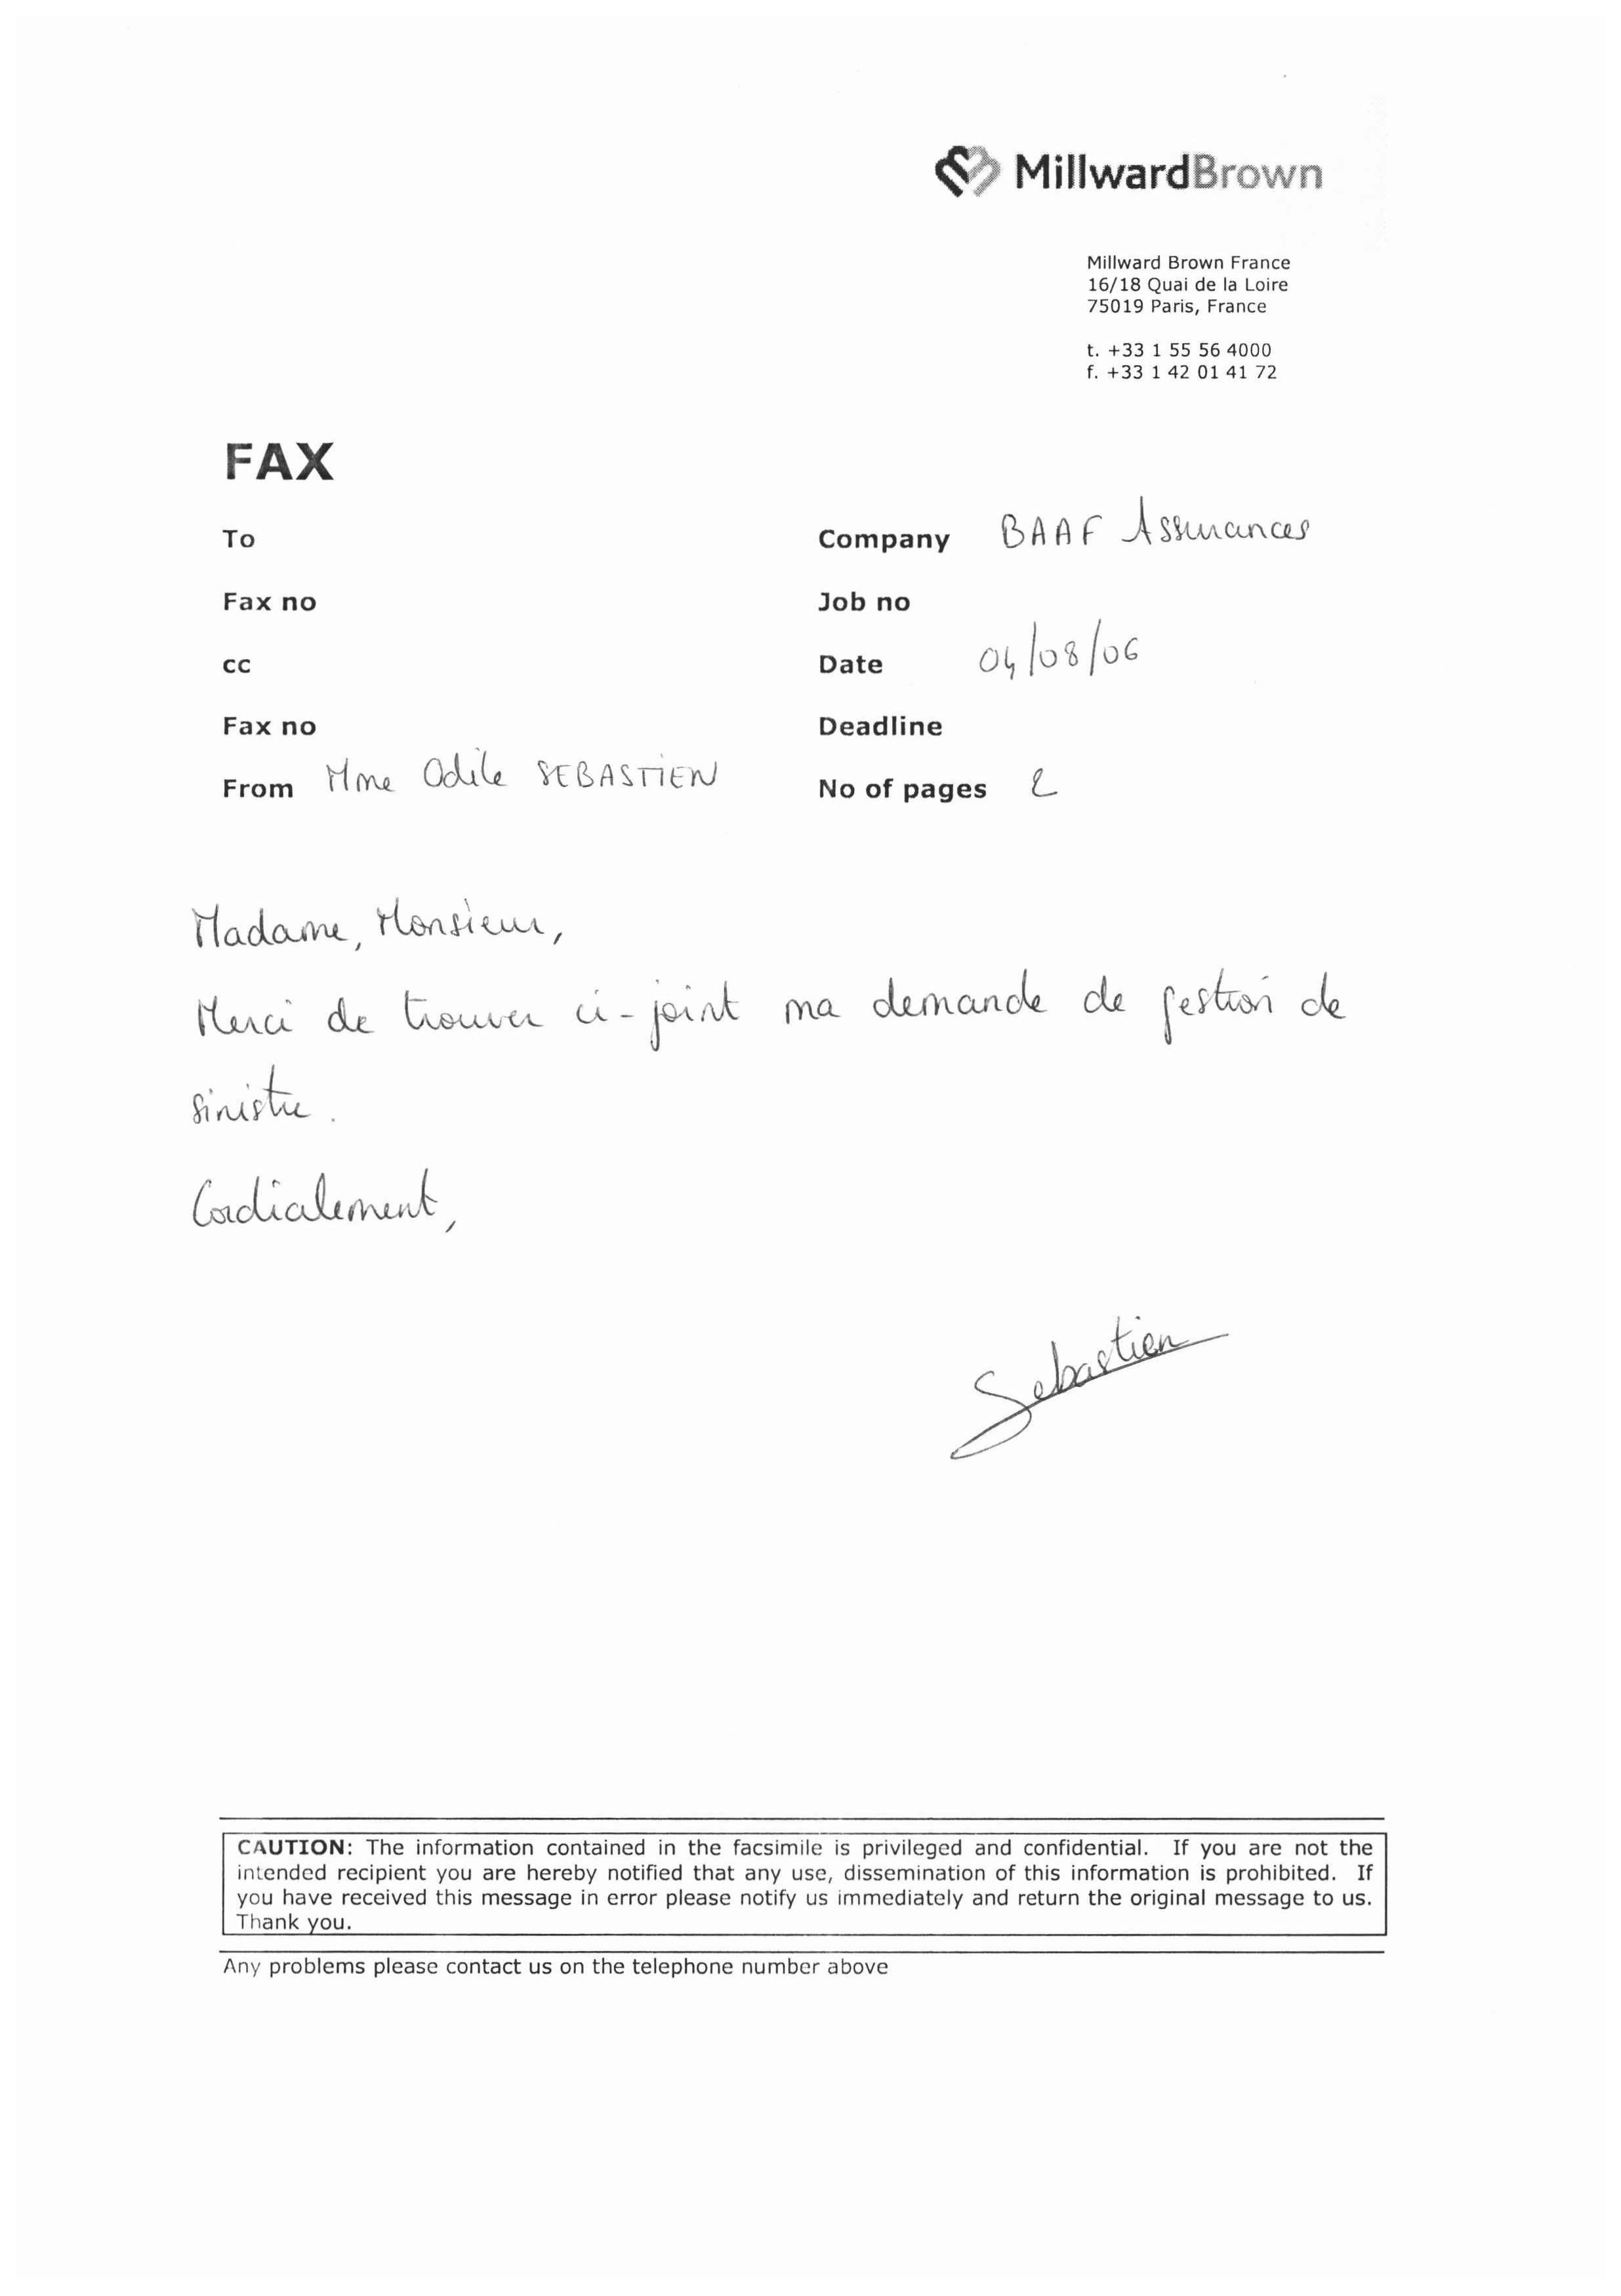 MillwardBrown
Millward Brown France
16/18 Quai de la Loire
75019 Paris, France
t. +33 1 55 56 4000
f. +33 1 42 01 41 72
FAX
To
Company BAAF Assurances
Fax no
Job no
cc
Date 04/08/06
Fax no
Deadline
From Mme Odile SEBASTIEN
No of pages 2
Madame, Monsieur,
Merci de trouver ci-joint ma demande de gestion de
sinistre.
Cordialement,
Sebastien
CAUTION: The information contained in the facsimile is privileged and confidential. If you are not the
intended recipient you are hereby notified that any use, dissemination of this information is prohibited. If
you have received this message in error please notify us immediately and return the original message to us.
Thank you.
Any problems please contact us on the telephone number above